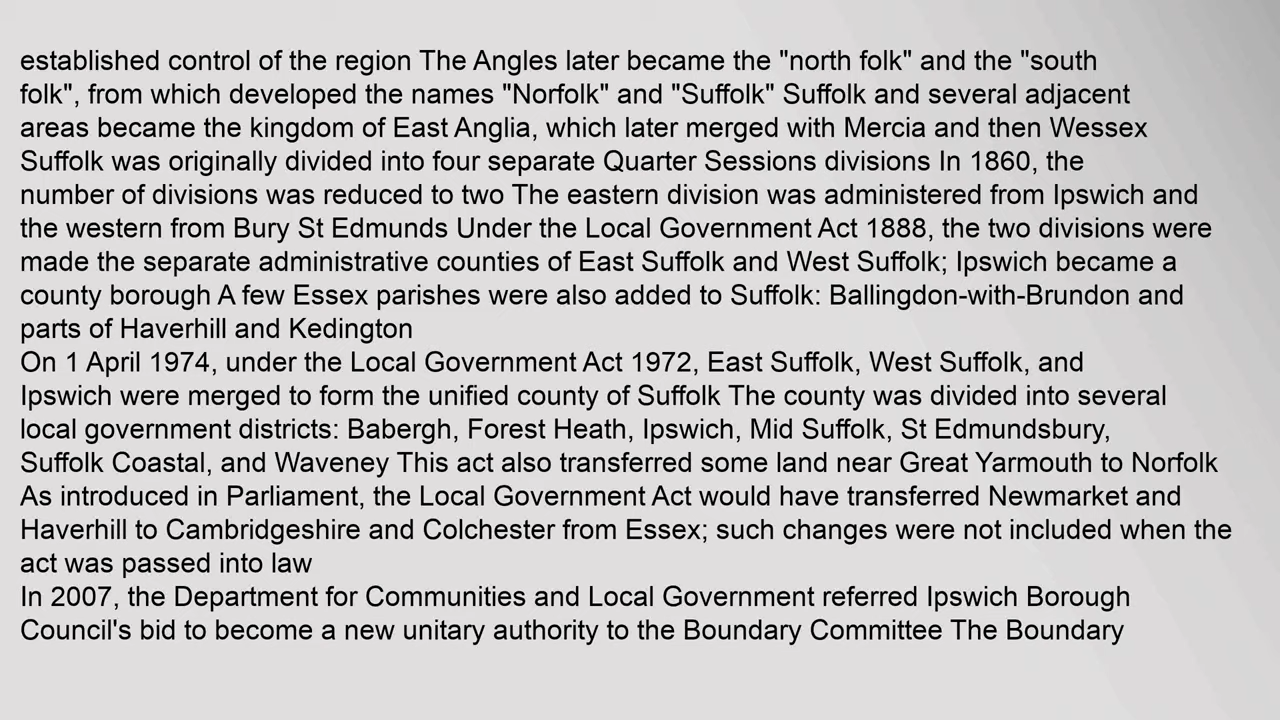 established control of the region The Angles later became the "north folk" and the "south
folk", from which developed the names "Norfolk" and "Suffolk" Suffolk and several adjacent
areas became the kingdom of East Anglia, which later merged with Mercia and then Wessex
Suffolk was originally divided into four separate Quarter Sessions divisions In 1860, the
number of divisions was reduced to two The eastern division was administered from Ipswich and
the western from Bury St Edmunds Under the Local Government Act 1888, the two divisions were
made the separate administrative counties of East Suffolk and West Suffolk; Ipswich became a
county borough A few Essex parishes were also added to Suffolk: Ballingdon-with-Brundon and
parts of Haverhill and Kedington
On 1 April 1974, under the Local Government Act 1972, East Suffolk, West Suffolk, and
Ipswich were merged to form the unified county of Suffolk The county was divided into several
local government districts: Babergh, Forest Heath, Ipswich, Mid Suffolk, St Edmundsbury,
Suffolk Coastal, and Waveney This act also transferred some land near Great Yarmouth to Norfolk
As introduced in Parliament, the Local Government Act would have transferred Newmarket and
Haverhill to Cambridgeshire and Colchester from Essex; such changes were not included when the
act was passed into law
In 2007, the Department for Communities and Local Government referred Ipswich Borough
Council's bid to become a new unitary authority to the Boundary Committee The Boundary